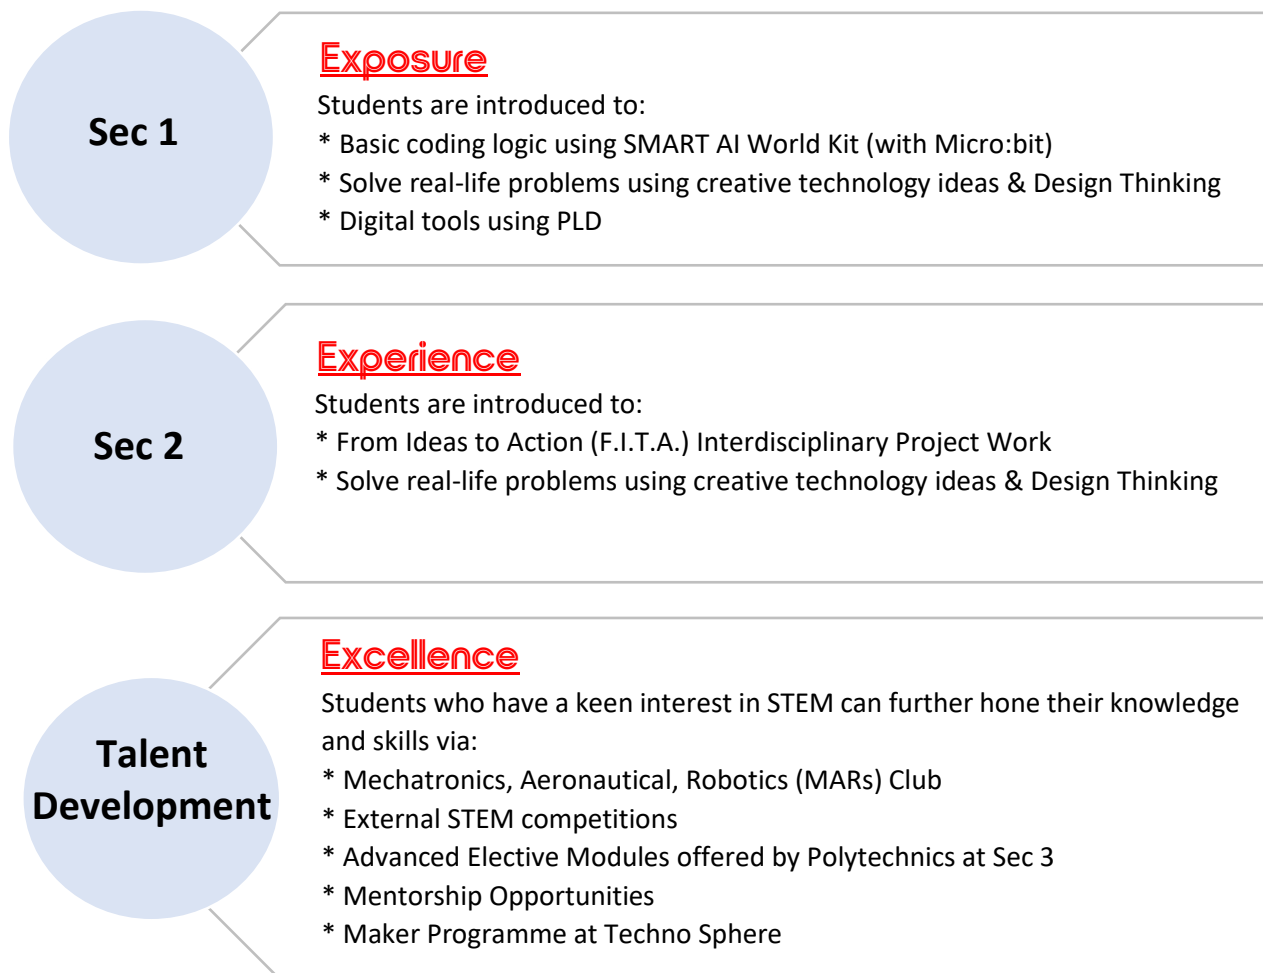 Sec 1
Exposure
Students are introduced to:
* Basic coding logic using SMART AI World Kit (with Micro:bit)
* Solve real-life problems using creative technology ideas & Design Thinking
* Digital tools using PLD
Sec 2
Experience
Students are introduced to:
* From Ideas to Action (F.I.T.A.) Interdisciplinary Project Work
* Solve real-life problems using creative technology ideas & Design Thinking
Talent
Development
Excellence
Students who have a keen interest in STEM can further hone their knowledge
and skills via:
* Mechatronics, Aeronautical, Robotics (MARs) Club
* External STEM competitions
* Advanced Elective Modules offered by Polytechnics at Sec 3
* Mentorship Opportunities
* Maker Programme at Techno Sphere